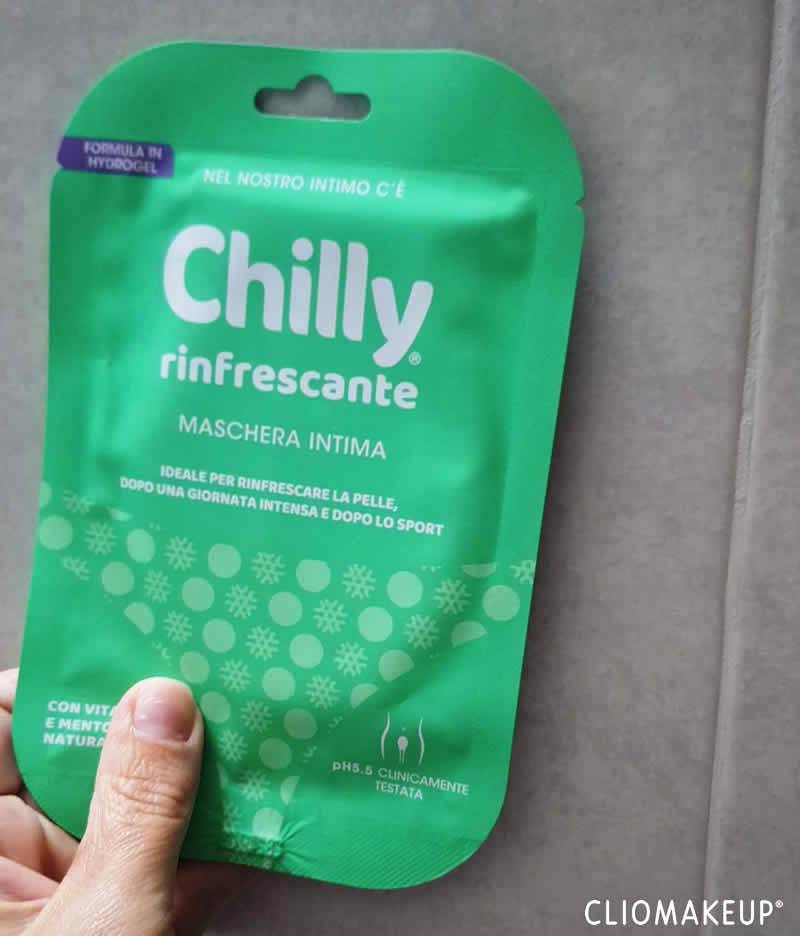 FORMULA IN
HYDROGEL
NEL NOSTRO INTIMO C'È
Chilly®
rinfrescante
MASCHERA INTIMA
IDEALE PER RINFRESCARE LA PELLE,
DOPO UNA GIORNATA INTENSA E DOPO LO SPORT
CON VITA
E MENTO
NATURA
pH5.5 CLINICAMENTE
TESTATA
CLIOMAKEUP®